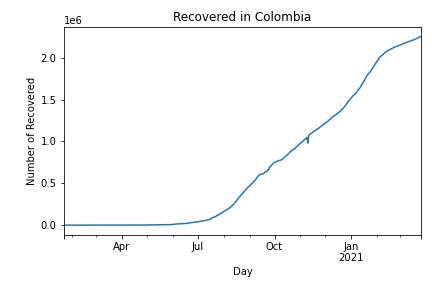 Recovered in Colombia
1e6
2.0
1.5
1.0
0.5
0.0
Number of Recovered
Apr
Jul
Oct
Jan
2021
Day